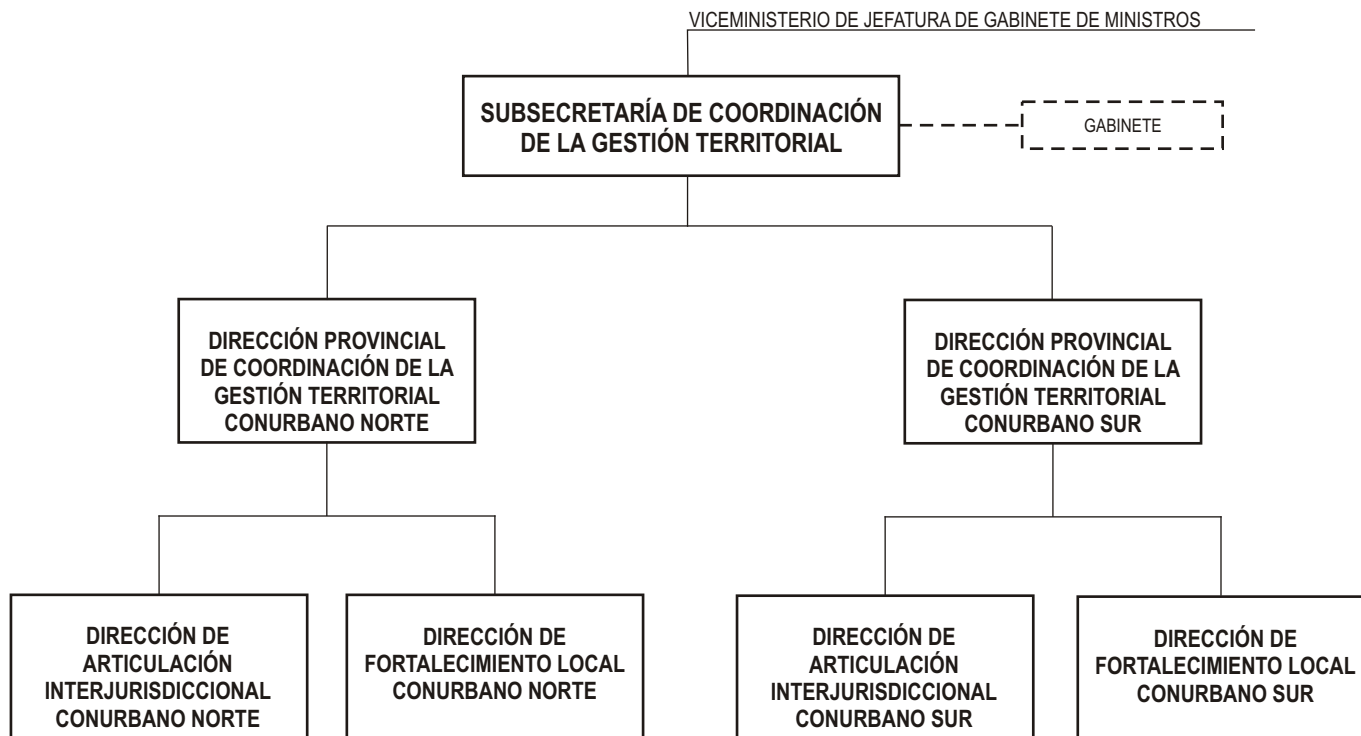 VICEMINISTERIO DE JEFATURA DE GABINETE DE MINISTROS
SUBSECRETARÍA DE COORDINACIÓN
DE LA GESTIÓN TERRITORIAL
GABINETE
DIRECCIÓN PROVINCIAL
DE COORDINACIÓN DE LA
GESTIÓN TERRITORIAL
CONURBANO NORTE
DIRECCIÓN PROVINCIAL
DE COORDINACIÓN DE LA
GESTIÓN TERRITORIAL
CONURBANO SUR
DIRECCIÓN DE
ARTICULACIÓN
INTERJURISDICCIONAL
CONURBANO NORTE
DIRECCIÓN DE
FORTALECIMIENTO LOCAL
CONURBANO NORTE
DIRECCIÓN DE
ARTICULACIÓN
INTERJURISDICCIONAL
CONURBANO SUR
DIRECCIÓN DE
FORTALECIMIENTO LOCAL
CONURBANO SUR